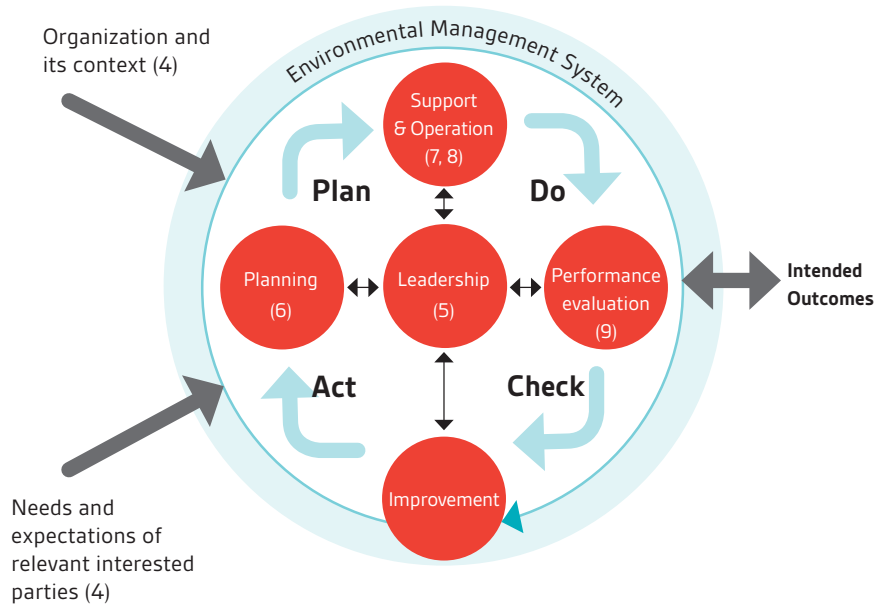 Organization and
its context (4)
Environmental Management System
Support
& Operation
(7, 8)
Plan
Do
Planning
(6)
Leadership
(5)
Performance
evaluation
(9)
Intended
Outcomes
Act
Check
Improvement
Needs and
expectations of
relevant interested
parties (4)